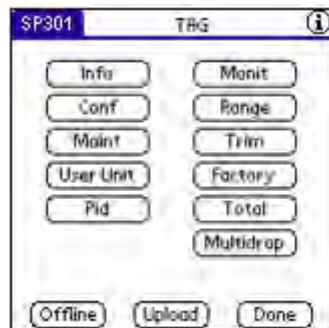 SP301 TAG i
Info Monit
Conf Range
Maint Trim
User Unit Factory
Pid Total
Multidrop
Offline Upload Done